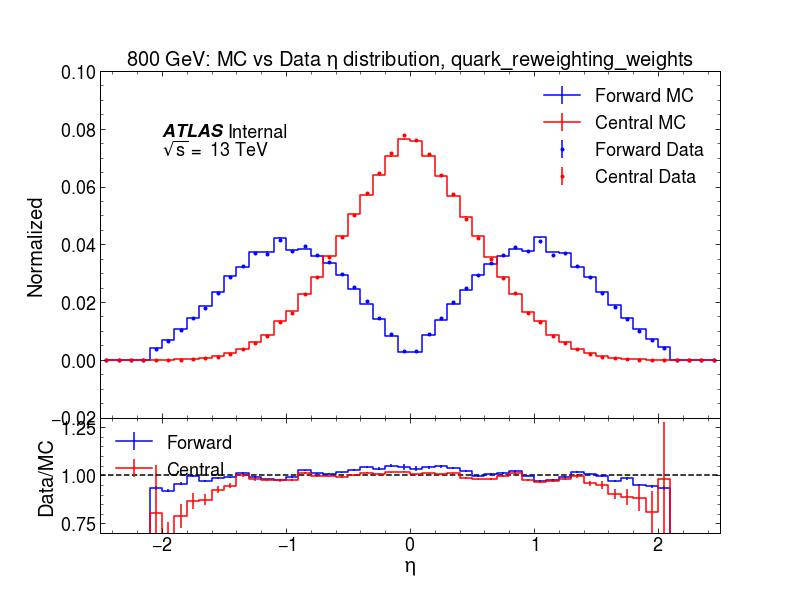 800 GeV: MC vs Data η distribution, quark_reweighting_weights
0.10
0.08
0.06
0.04
0.02
0.00
−0.02
Normalized
ATLAS Internal
√s = 13 TeV
Forward MC
Central MC
Forward Data
Central Data
1.25
1.00
0.75
Data/MC
Forward
Central
−2 −1 0 1 2
η